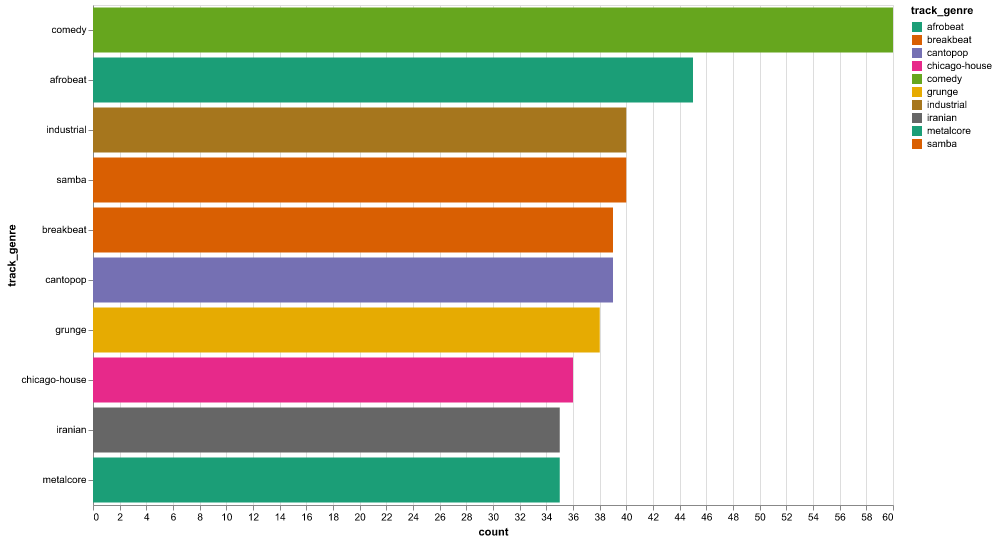 track_genre
afrobeat
breakbeat
cantopop
chicago-house
comedy
grunge
industrial
iranian
metalcore
samba
track_genre
comedy
afrobeat
industrial
samba
breakbeat
cantopop
grunge
chicago-house
iranian
metalcore
0 2 4 6 8 10 12 14 16 18 20 22 24 26 28 30 32 34 36 38 40 42 44 46 48 50 52 54 56 58 60
count